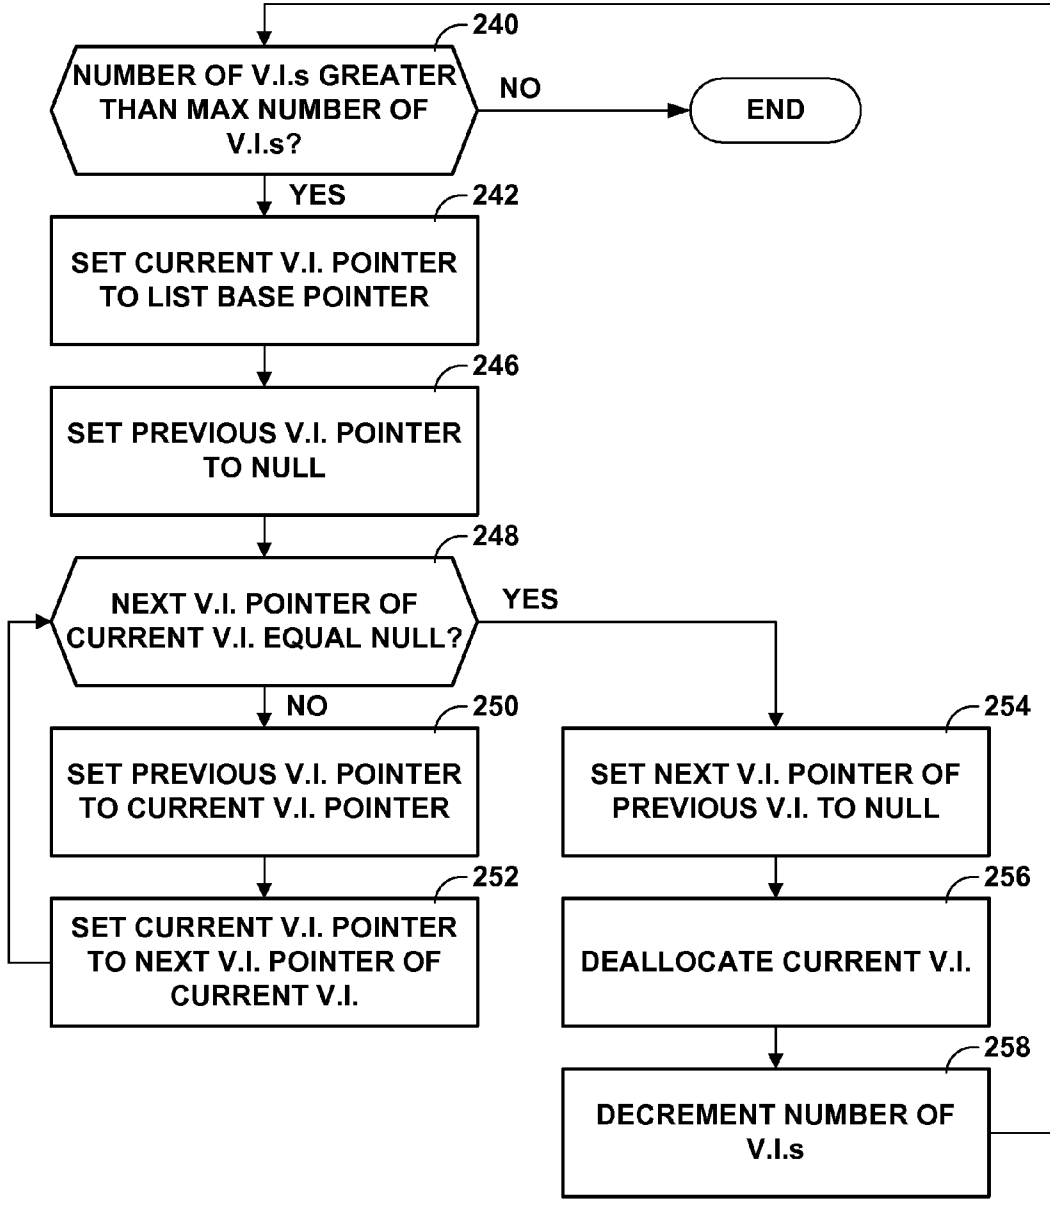 240
NUMBER OF V.I.s GREATER
THAN MAX NUMBER OF
V.I.s?
NO
END
YES
242
SET CURRENT V.I. POINTER
TO LIST BASE POINTER
246
SET PREVIOUS V.I. POINTER
TO NULL
248
NEXT V.I. POINTER OF
CURRENT V.I. EQUAL NULL?
YES
NO
250
SET PREVIOUS V.I. POINTER
TO CURRENT V.I. POINTER
252
SET CURRENT V.I. POINTER
TO NEXT V.I. POINTER OF
CURRENT V.I.
254
SET NEXT V.I. POINTER OF
PREVIOUS V.I. TO NULL
256
DEALLOCATE CURRENT V.I.
258
DECREMENT NUMBER OF
V.I.s